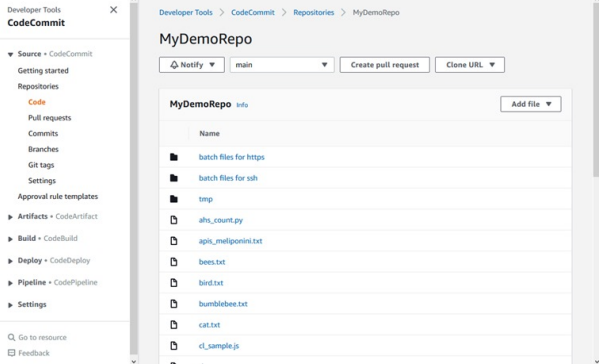 Developer Tools
CodeCommit
Source • CodeCommit
Getting started
Repositories
Code
Pull requests
Commits
Branches
Git tags
Settings
Approval rule templates
Artifacts • CodeArtifact
Build • CodeBuild
Deploy • CodeDeploy
Pipeline • CodePipeline
Settings
Go to resource
Feedback
Developer Tools > CodeCommit > Repositories > MyDemoRepo
MyDemoRepo
Notify main Create pull request Clone URL
MyDemoRepo Info Add file
Name
batch files for https
batch files for ssh
tmp
ahs_count.py
apis_meliponini.txt
bees.txt
bird.txt
bumblebee.txt
cat.txt
cl_sample.js